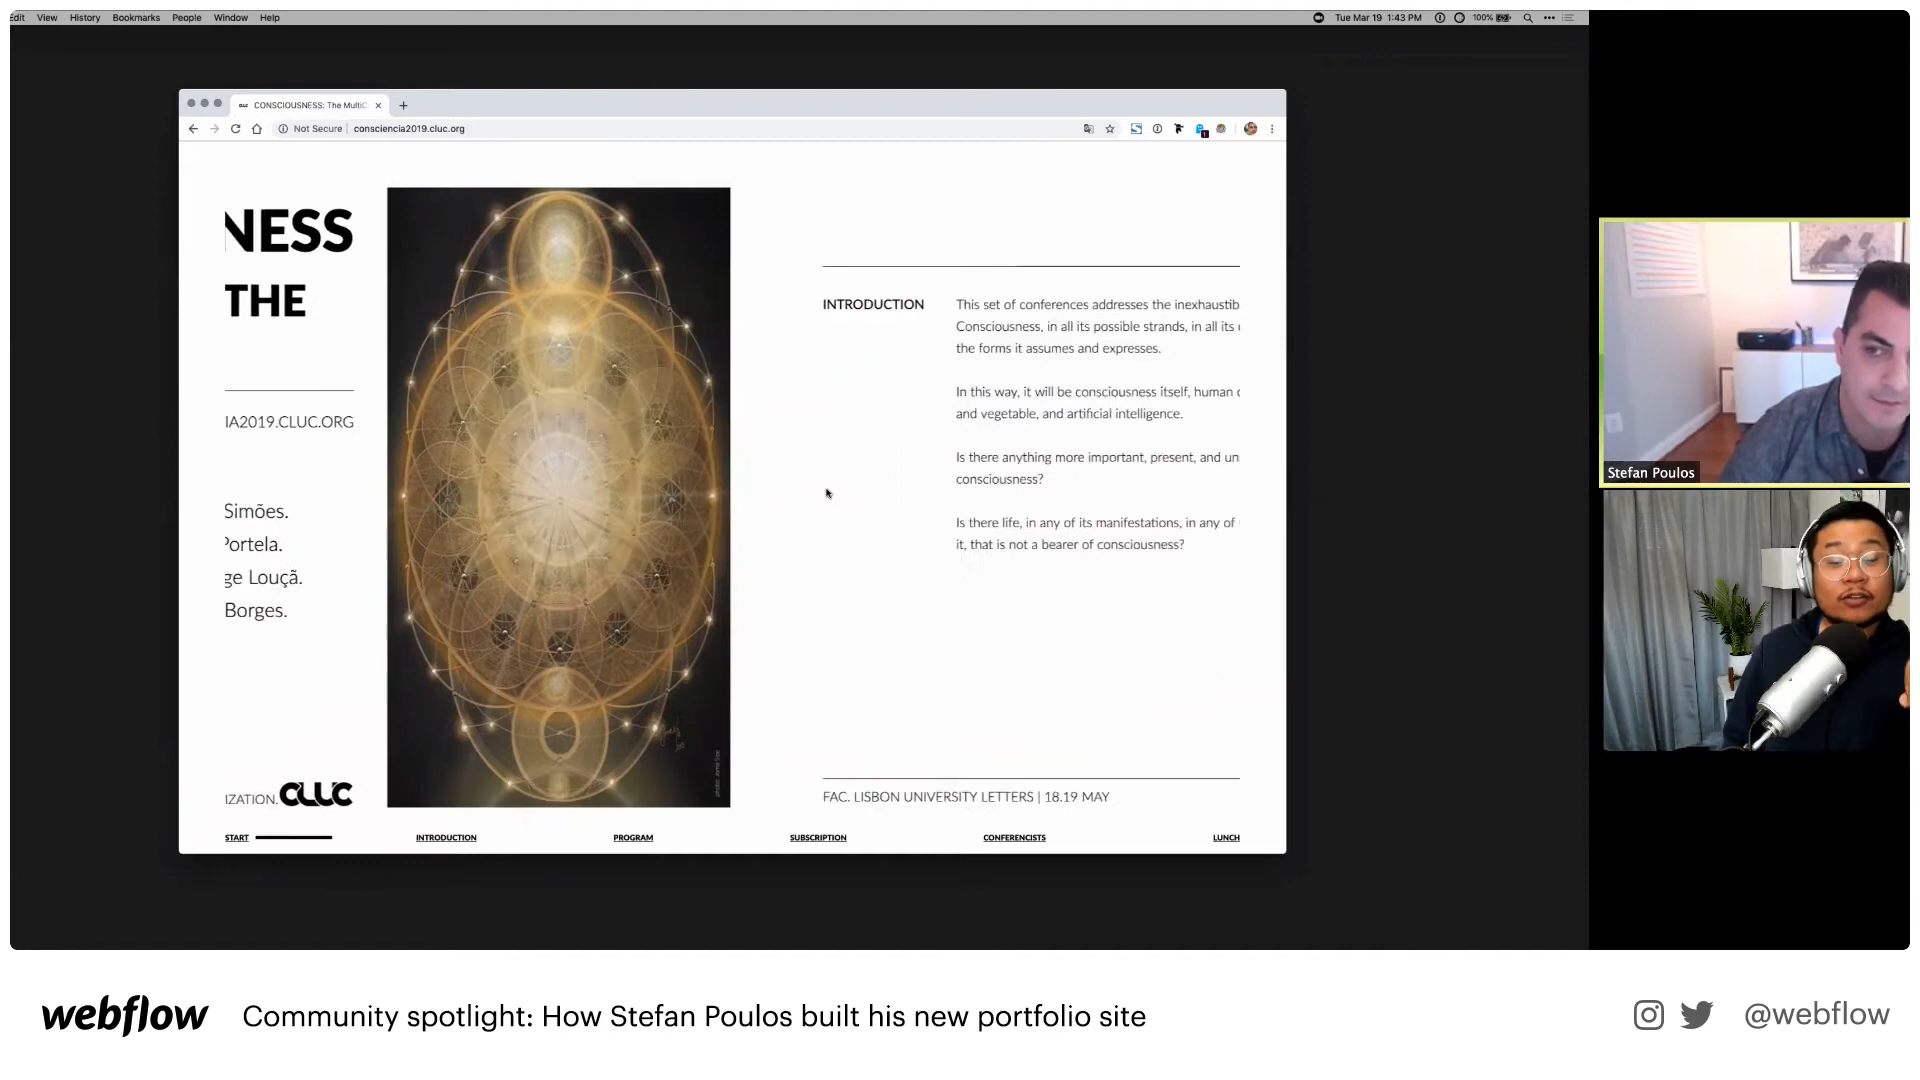 Edit View History Bookmarks People Window Help
Tue Mar 19 1:43 PM
100%
CONSCIOUSNESS: The MultiC
Not Secure | consciencia2019.cluc.org
NESS
THE
IA2019.CLUC.ORG
Simões.
Portela.
ge Louçã.
Borges.
IZATION. CLUC
INTRODUCTION
This set of conferences addresses the inexhaustib
Consciousness, in all its possible strands, in all its
the forms it assumes and expresses.
In this way, it will be consciousness itself, human
and vegetable, and artificial intelligence.
Is there anything more important, present, and un
consciousness?
Is there life, in any of its manifestations, in any of
it, that is not a bearer of consciousness?
FAC. LISBON UNIVERSITY LETTERS | 18.19 MAY
START INTRODUCTION PROGRAM SUBSCRIPTION CONFERENCISTS LUNCH
Stefan Poulos
webflow Community spotlight: How Stefan Poulos built his new portfolio site @webflow